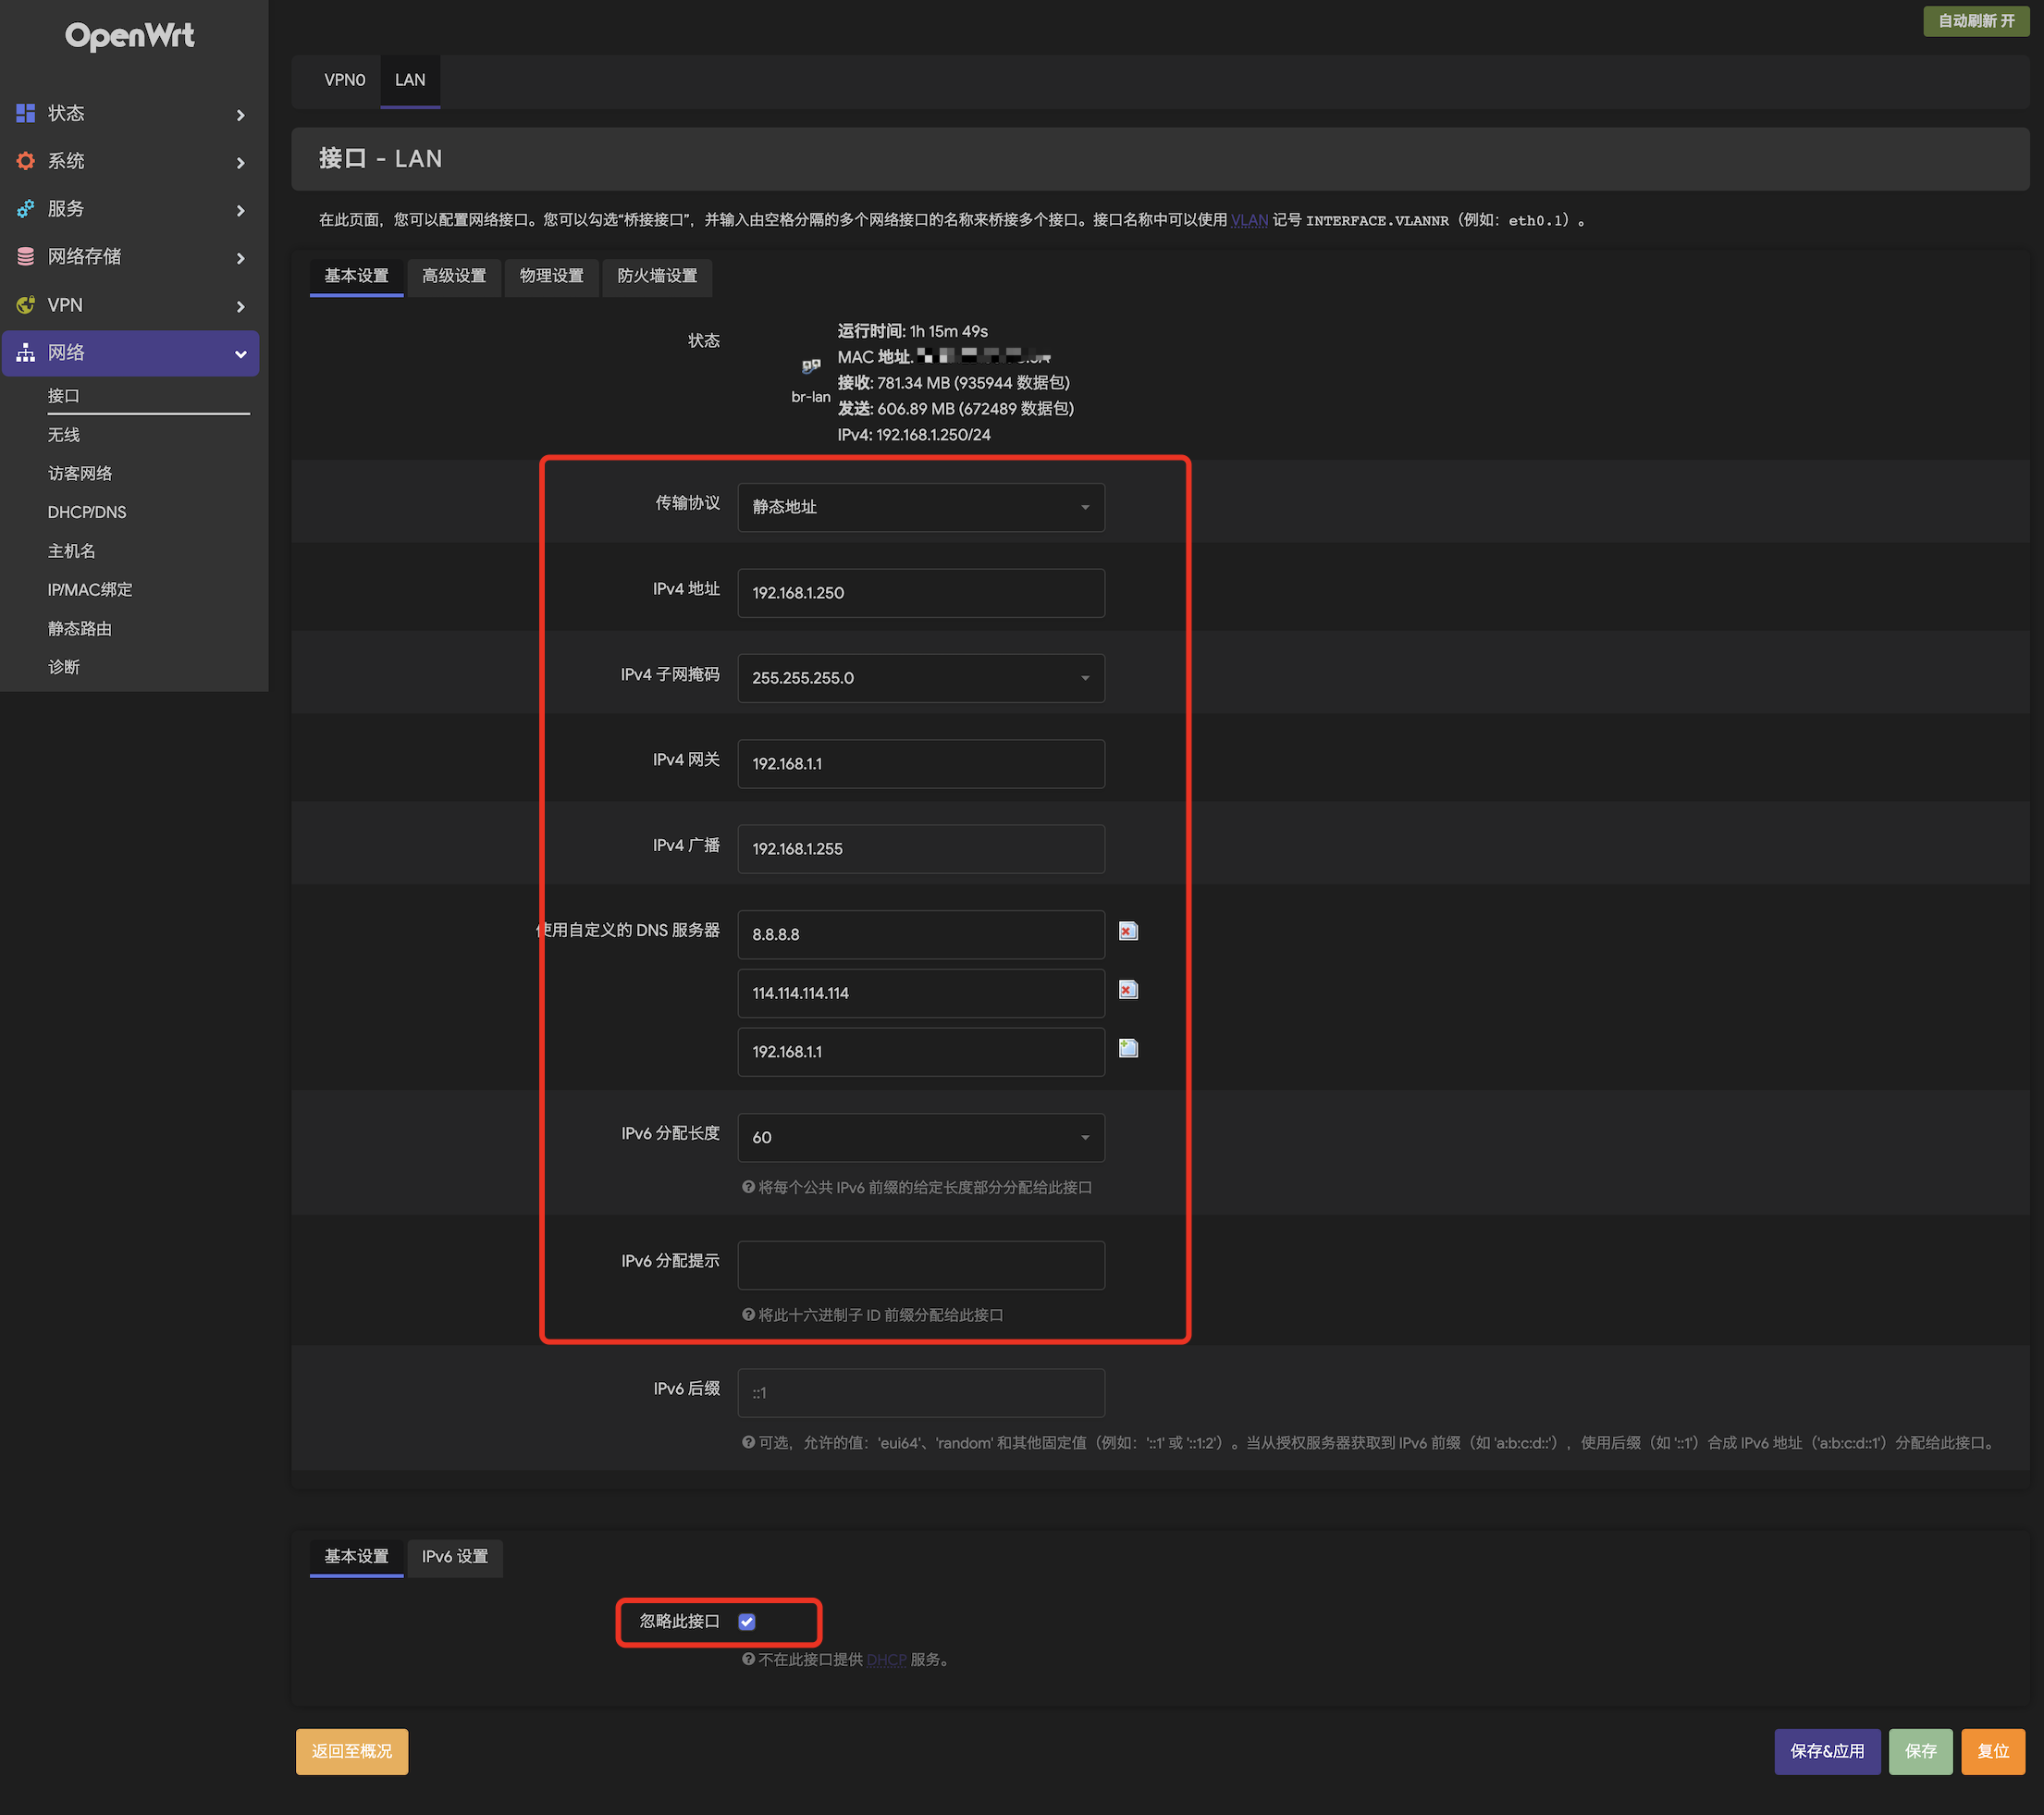 OpenWrt
自动刷新 开
状态
系统
服务
网络存储
VPN
网络
接口
无线
访客网络
DHCP/DNS
主机名
IP/MAC绑定
静态路由
诊断
VPN0 LAN
接口 - LAN
在此页面，您可以配置网络接口。您可以勾选“桥接接口”，并输入由空格分隔的多个网络接口的名称来桥接多个接口。接口名称中可以使用 VLAN 记号 INTERFACE.VLANNR（例如：eth0.1）。
基本设置 高级设置 物理设置 防火墙设置
状态
br-lan
运行时间: 1h 15m 49s
MAC 地址:
接收: 781.34 MB (935944 数据包)
发送: 606.89 MB (672489 数据包)
IPv4: 192.168.1.250/24
传输协议 静态地址
IPv4 地址 192.168.1.250
IPv4 子网掩码 255.255.255.0
IPv4 网关 192.168.1.1
IPv4 广播 192.168.1.255
使用自定义的 DNS 服务器 8.8.8.8
114.114.114.114
192.168.1.1
IPv6 分配长度 60
将每个公共 IPv6 前缀的给定长度部分分配给此接口
IPv6 分配提示
将此十六进制子 ID 前缀分配给此接口
IPv6 后缀 ::1
可选，允许的值：'eui64'、'random' 和其他固定值（例如：'::1' 或 '::1:2'）。当从授权服务器获取到 IPv6 前缀（如 'a:b:c:d::'），使用后缀（如 '::1'）合成 IPv6 地址（'a:b:c:d::1'）分配给此接口。
基本设置 IPv6 设置
忽略此接口
不在此接口提供 DHCP 服务。
返回至概况
保存&应用 保存 复位